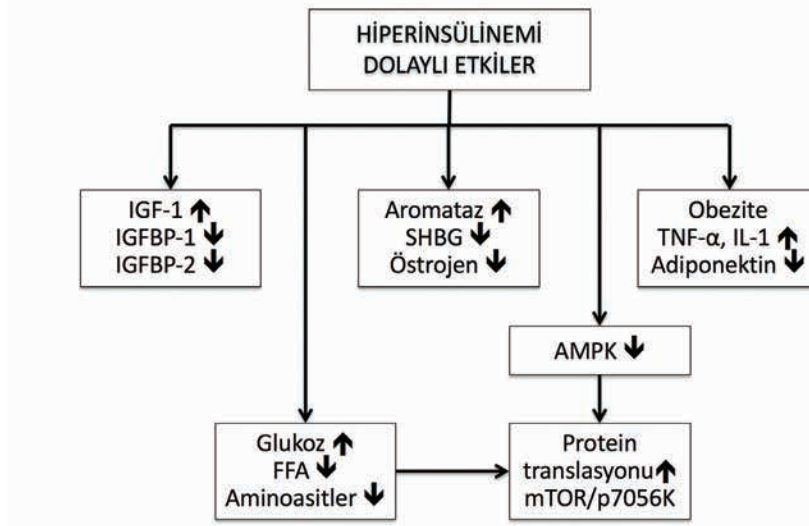 HİPERİNSÜLİNEMİ
DOLAYLI ETKİLER
IGF-1 ↑
IGFBP-1 ↓
IGFBP-2 ↓
Aromataz ↑
SHBG ↓
Östrojen ↓
Obezite
TNF-α, IL-1 ↑
Adiponektin ↓
AMPK ↓
Glukoz ↑
FFA ↓
Aminoasitler ↓
Protein
translasyonu ↑
mTOR/p7056K